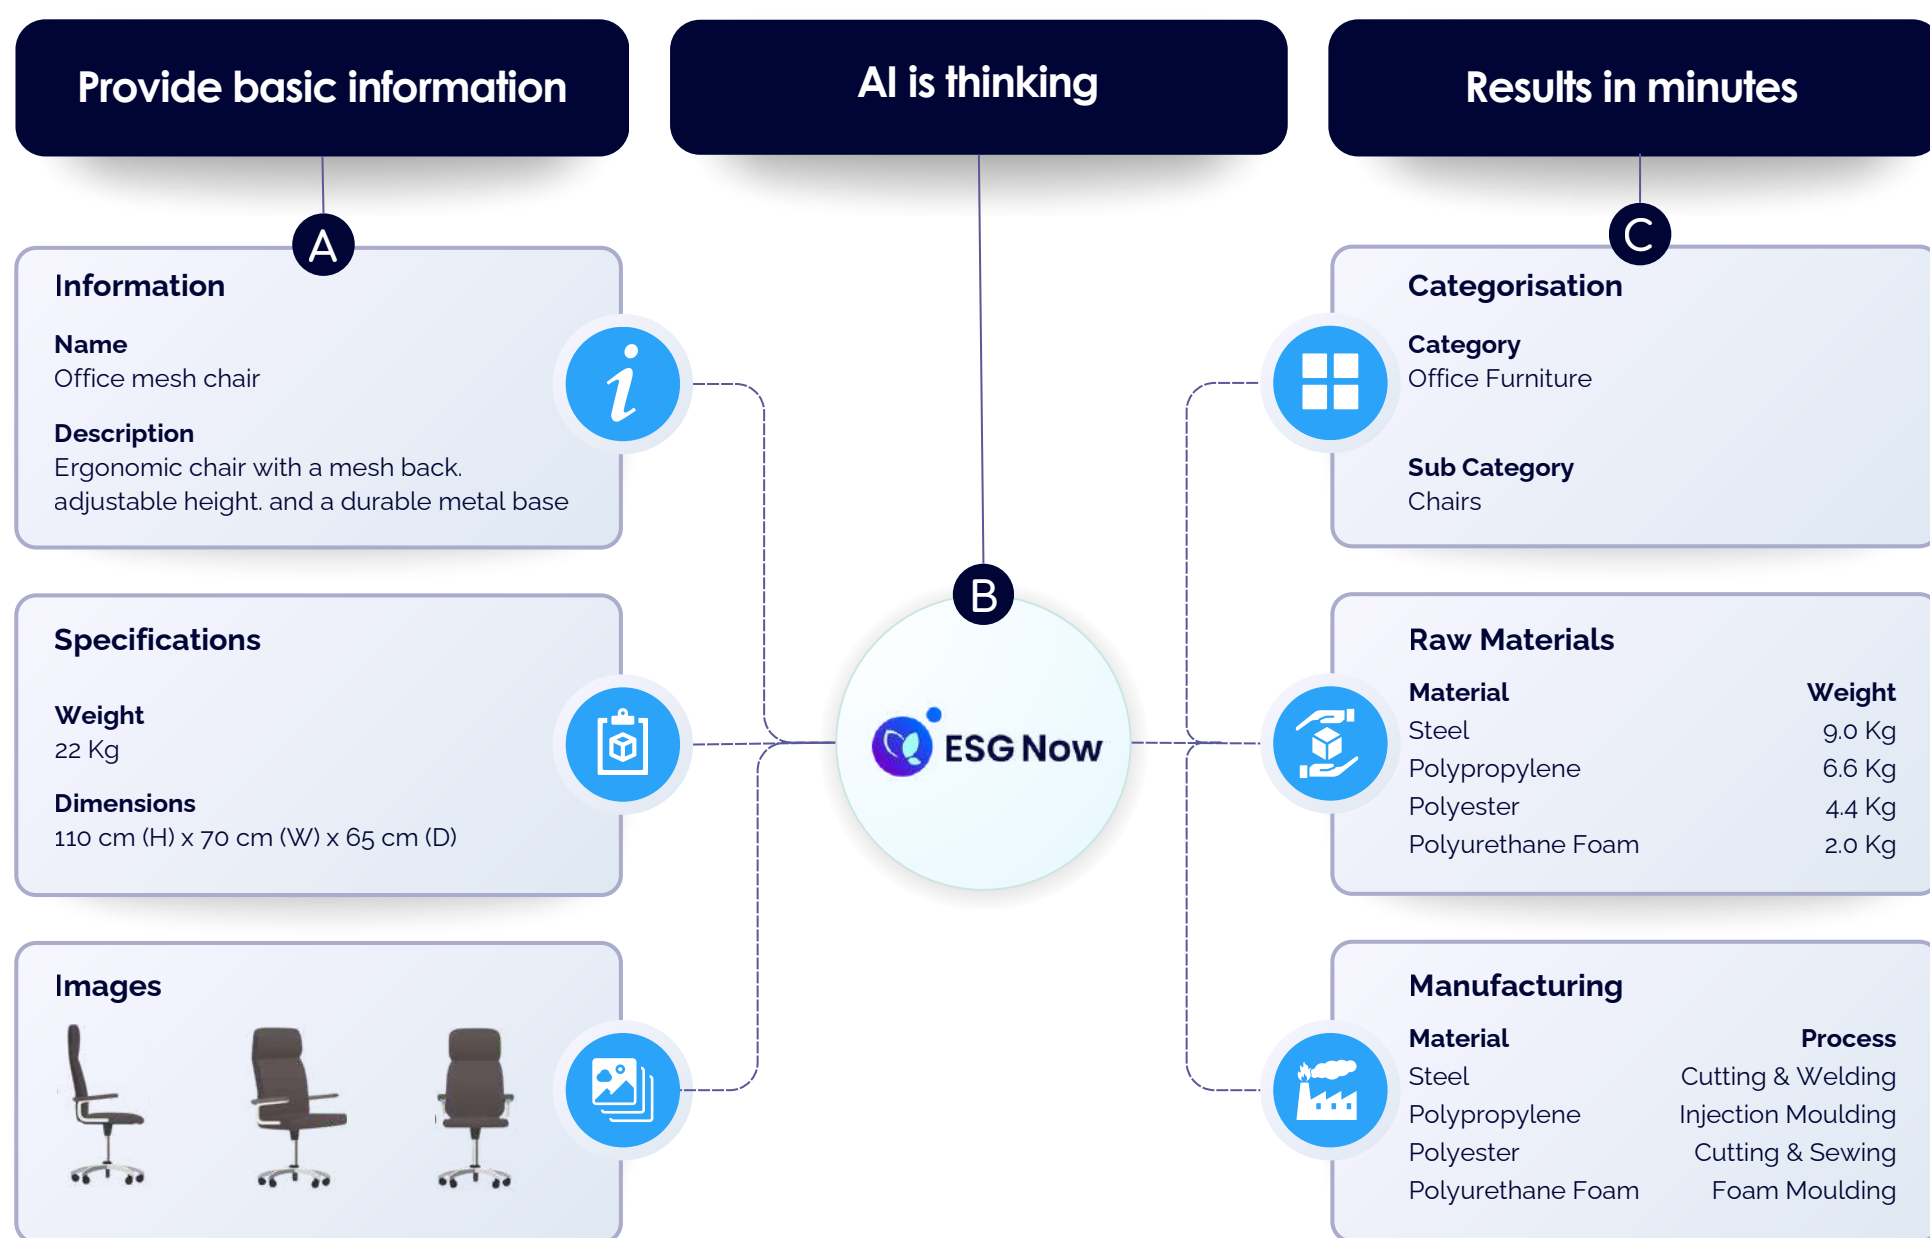 Provide basic information
AI is thinking
Results in minutes
A
Information
Name
Office mesh chair
Description
Ergonomic chair with a mesh back.
adjustable height. and a durable metal base
Specifications
Weight
22 Kg
Dimensions
110 cm (H) x 70 cm (W) x 65 cm (D)
Images
B
ESG Now
C
Categorisation
Category
Office Furniture
Sub Category
Chairs
Raw Materials
Material Weight
Steel 9.0 Kg
Polypropylene 6.6 Kg
Polyester 4.4 Kg
Polyurethane Foam 2.0 Kg
Manufacturing
Material Process
Steel Cutting & Welding
Polypropylene Injection Moulding
Polyester Cutting & Sewing
Polyurethane Foam Foam Moulding